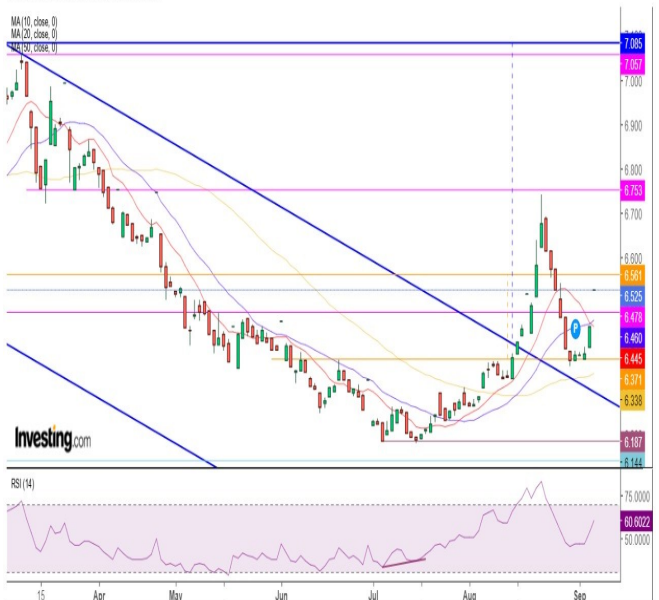 MA (10, close, 0)
MA (20, close, 0)
MA (50, close, 0)
7.085
7.057
7.000
6.900
6.800
6.753
6.700
6.600
6.561
6.525
6.478
6.460
6.445
6.371
6.338
6.187
6.144
P
Investing.com
RSI (14)
75.0000
60.6022
50.0000
15 Apr May Jun Jul Aug Sep